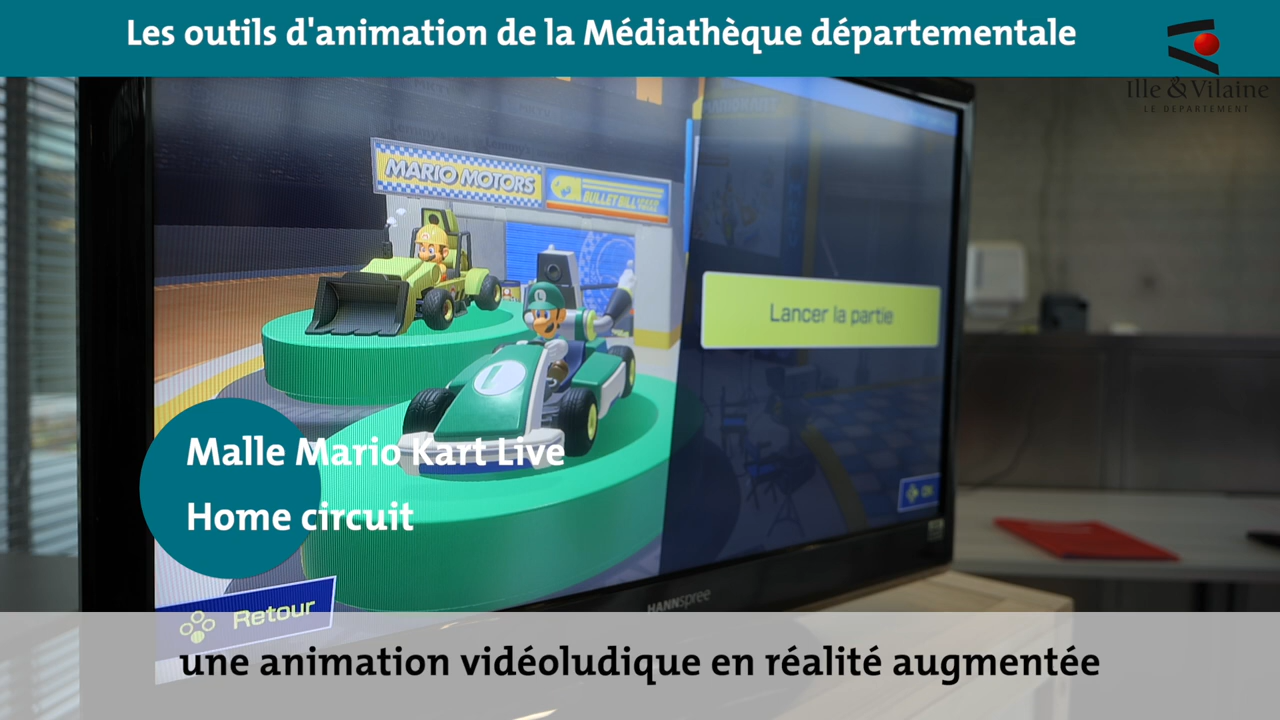 Les outils d'animation de la Médiathèque départementale
Ille & Vilaine
LE DÉPARTEMENT
MARIO MOTORS
BULLET BILL
L
Lancer la partie
OK
Malle Mario Kart Live
Home circuit
Retour
HANNspree
une animation vidéoludique en réalité augmentée